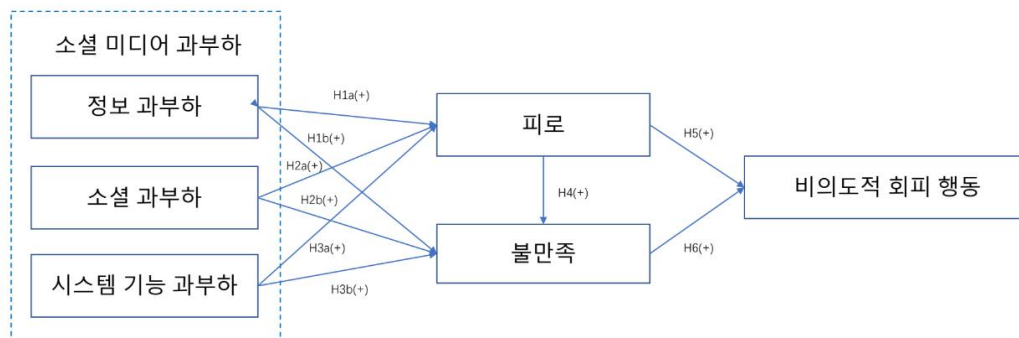 소셜 미디어 과부하
정보 과부하
소셜 과부하
시스템 기능 과부하
H1a(+)
H1b(+)
H2a(+)
H2b(+)
H3a(+)
H3b(+)
피로
H4(+)
불만족
H5(+)
H6(+)
비의도적 회피 행동